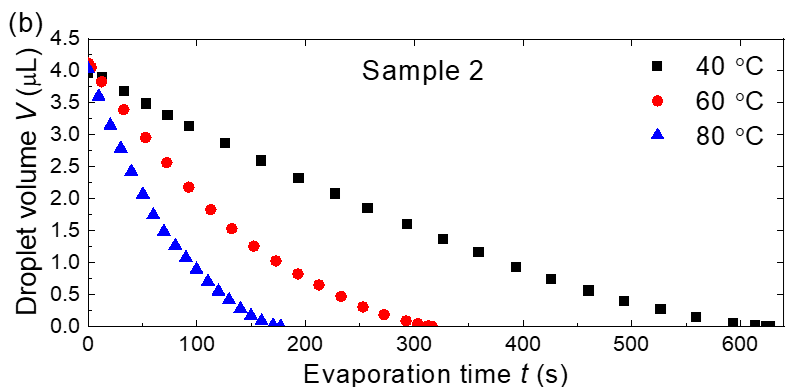 (b)
Sample 2
40 °C
60 °C
80 °C
Droplet volume V (μL)
4.5
4.0
3.5
3.0
2.5
2.0
1.5
1.0
0.5
0.0
0 100 200 300 400 500 600
Evaporation time t (s)